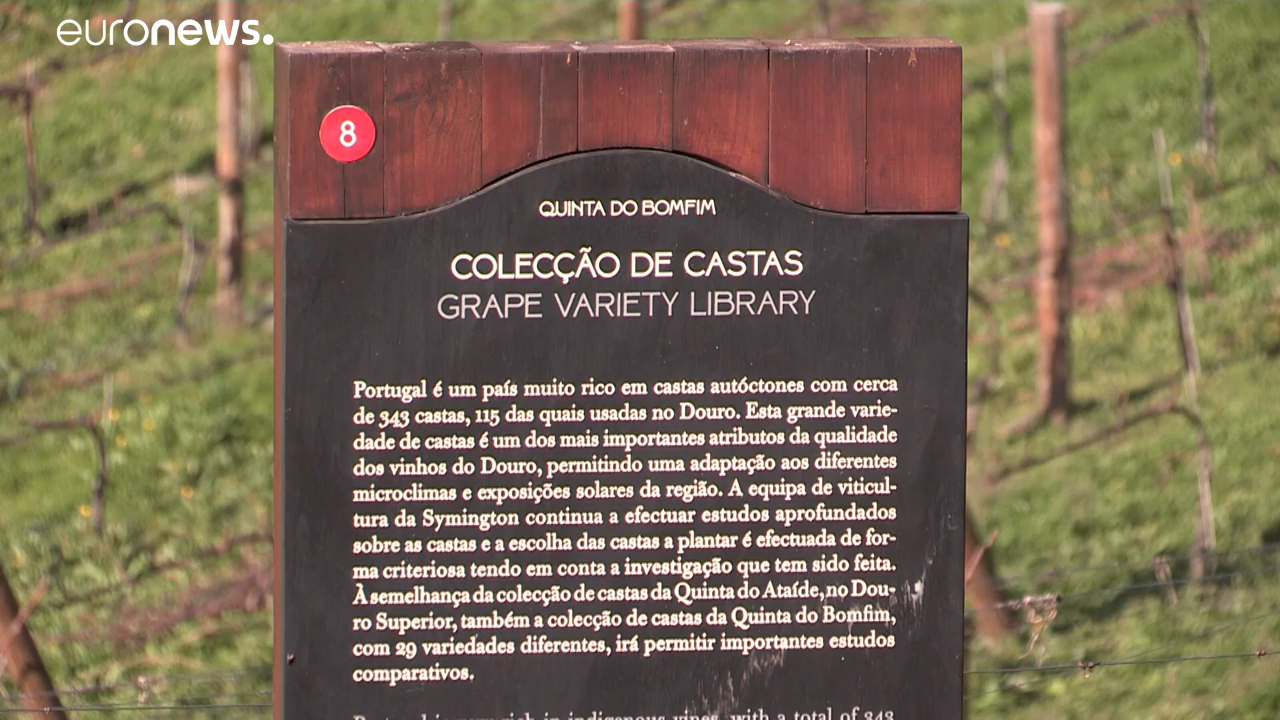 euronews.
8
QUINTA DO BOMFIM
COLECÇÃO DE CASTAS
GRAPE VARIETY LIBRARY
Portugal é um país muito rico em castas autóctones com cerca
de 343 castas, 115 das quais usadas no Douro. Esta grande varie-
dade de castas é um dos mais importantes atributos da qualidade
dos vinhos do Douro, permitindo uma adaptação aos diferentes
microclimas e exposições solares da região. A equipa de viticul-
tura da Symington continua a efectuar estudos aprofundados
sobre as castas e a escolha das castas a plantar é efectuada de for-
ma criteriosa tendo em conta a investigação que tem sido feita.
À semelhança da colecção de castas da Quinta do Ataíde, no Dou-
ro Superior, também a colecção de castas da Quinta do Bomfim,
com 29 variedades diferentes, irá permitir importantes estudos
comparativos.
rich in indigenous vines, with a total of 343